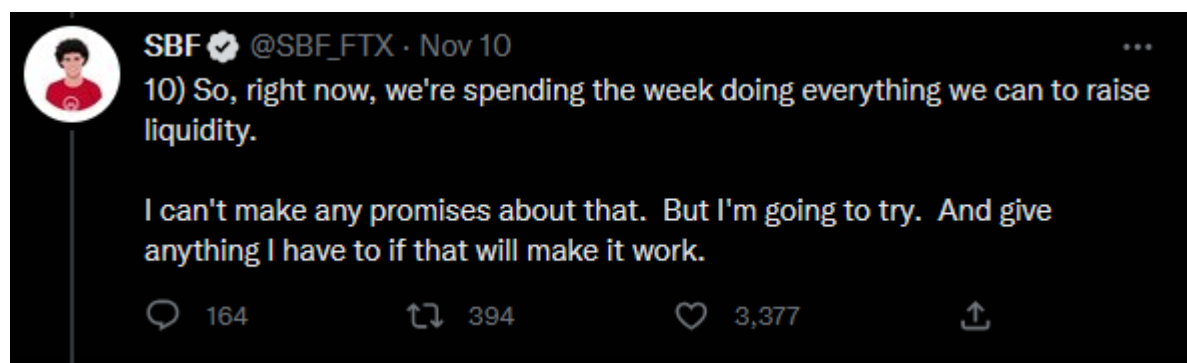 SBF @SBF_FTX · Nov 10
10) So, right now, we're spending the week doing everything we can to raise
liquidity.
I can't make any promises about that.  But I'm going to try.  And give
anything I have to if that will make it work.
164 394 3,377